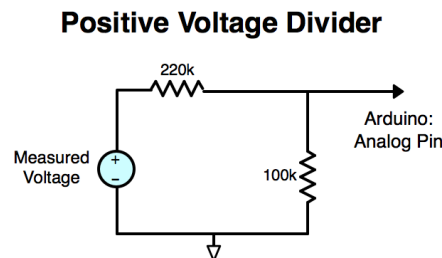 Positive Voltage Divider
220k
Arduino:
Analog Pin
Measured
Voltage
+
−
100k